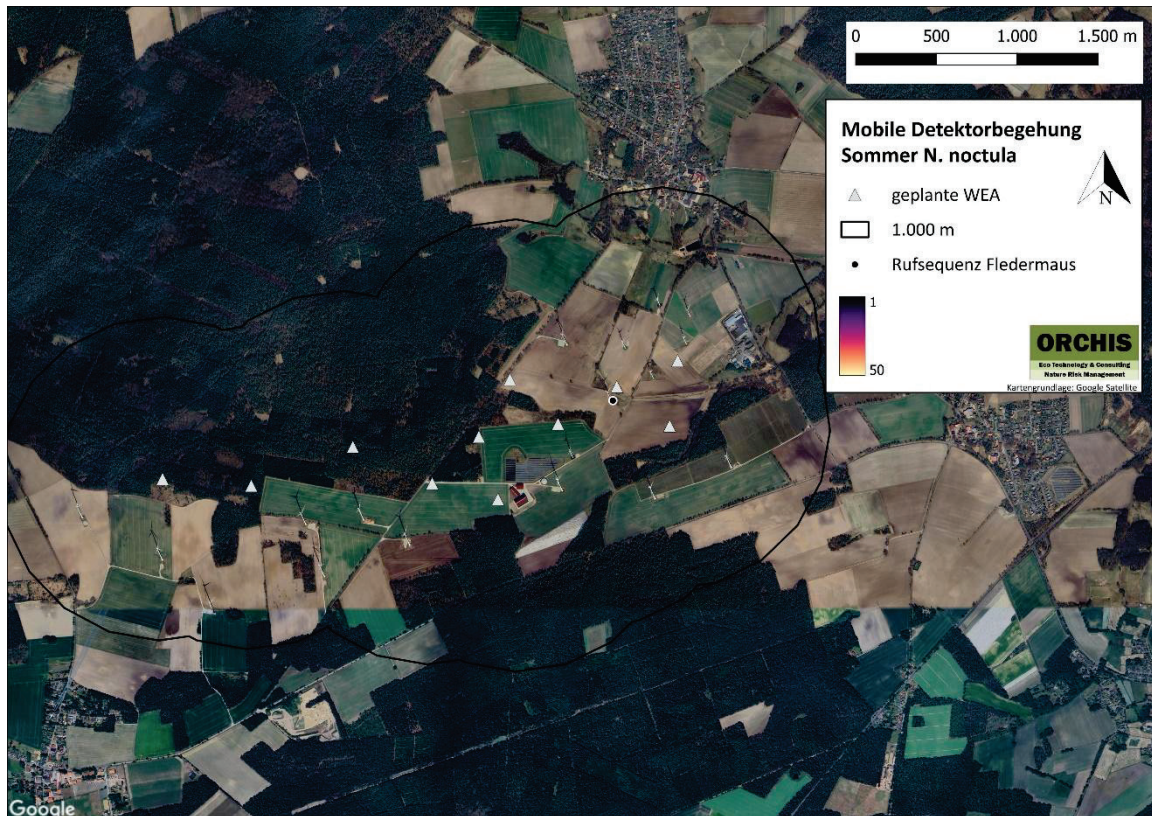 0 500 1.000 1.500 m
Mobile Detektorbegehung
Sommer N. noctula
N
geplante WEA
1.000 m
Rufsequenz Fledermaus
1
50
ORCHIS
Eco Technology & Consulting
Nature Risk Management
Kartengrundlage: Google Satellite
Google